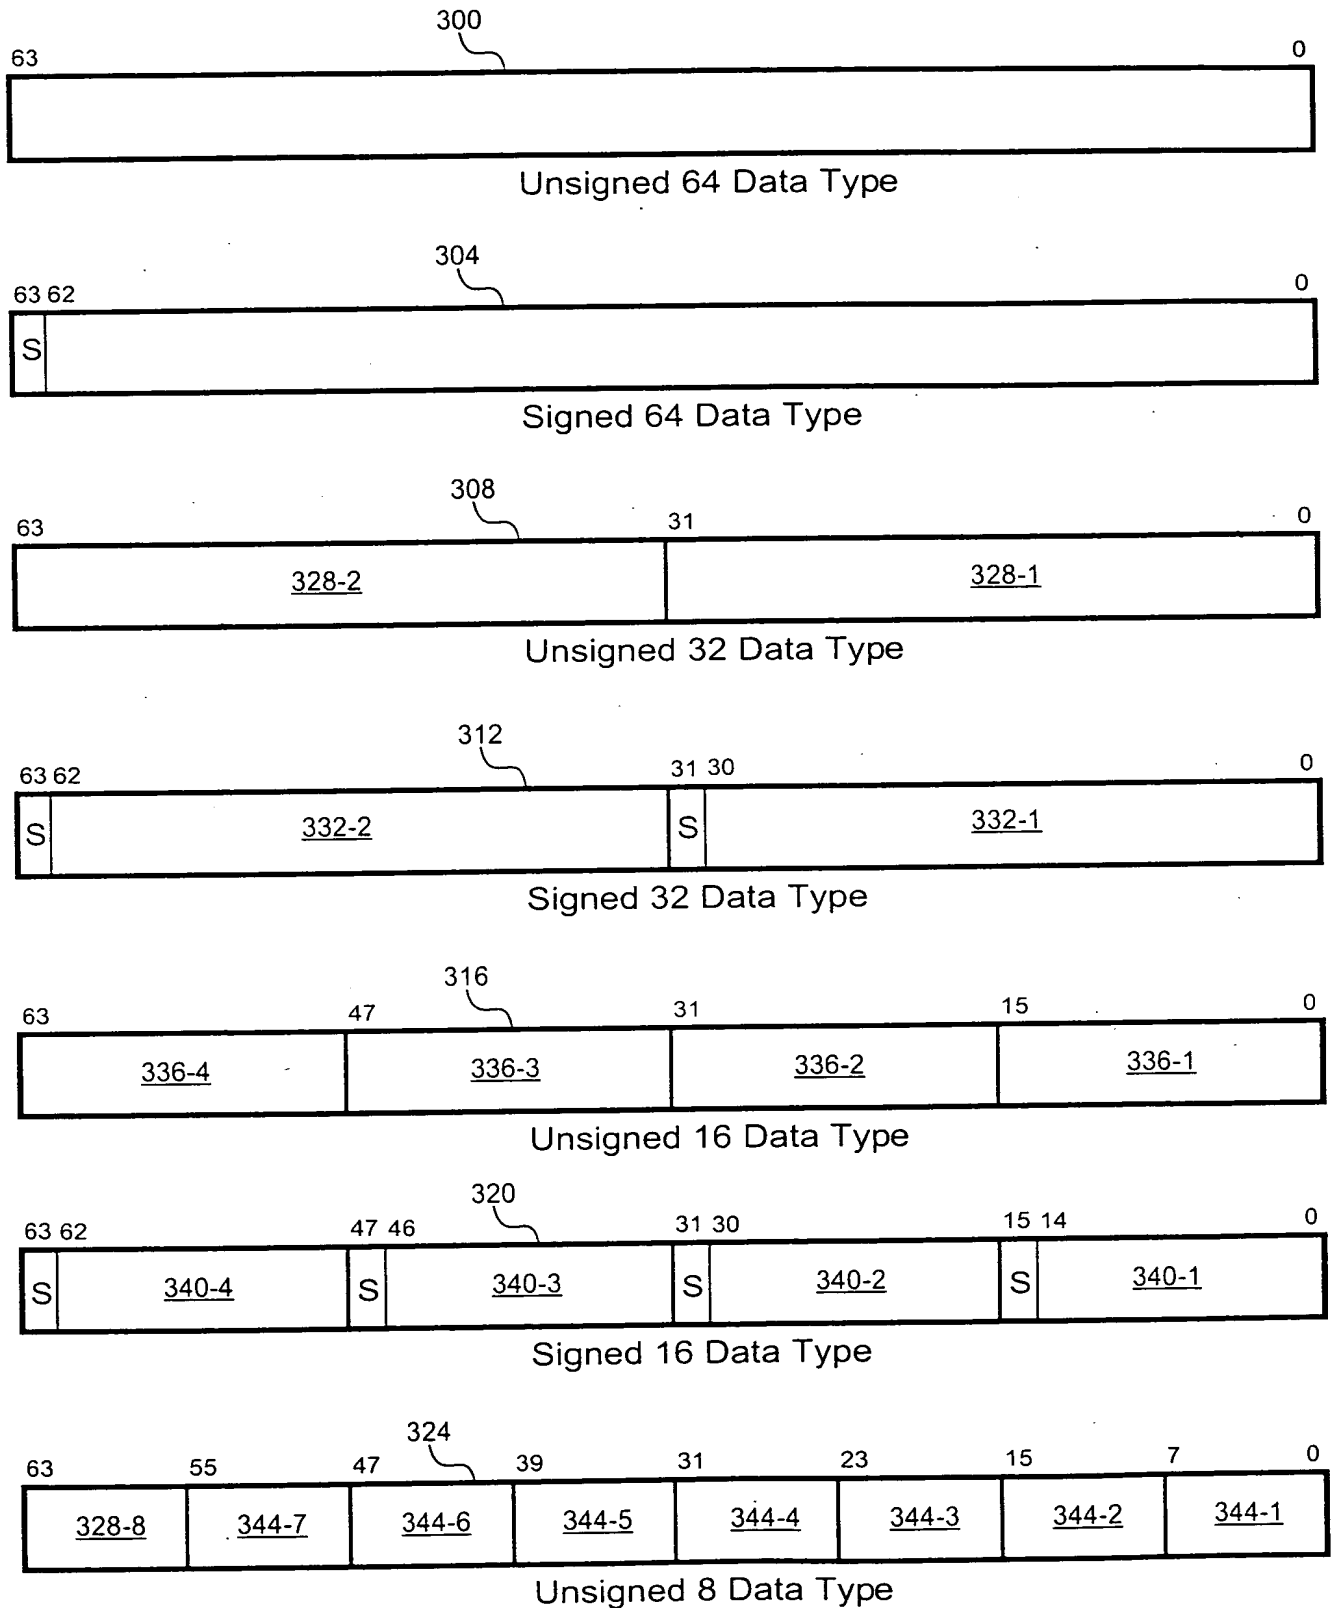 300
63 0
Unsigned 64 Data Type
304
63 62 0
S
Signed 64 Data Type
308
63 31 0
328-2 328-1
Unsigned 32 Data Type
312
63 62 31 30 0
S 332-2 S 332-1
Signed 32 Data Type
316
63 47 31 15 0
336-4 336-3 336-2 336-1
Unsigned 16 Data Type
320
63 62 47 46 31 30 15 14 0
S 340-4 S 340-3 S 340-2 S 340-1
Signed 16 Data Type
324
63 55 47 39 31 23 15 7 0
328-8 344-7 344-6 344-5 344-4 344-3 344-2 344-1
Unsigned 8 Data Type